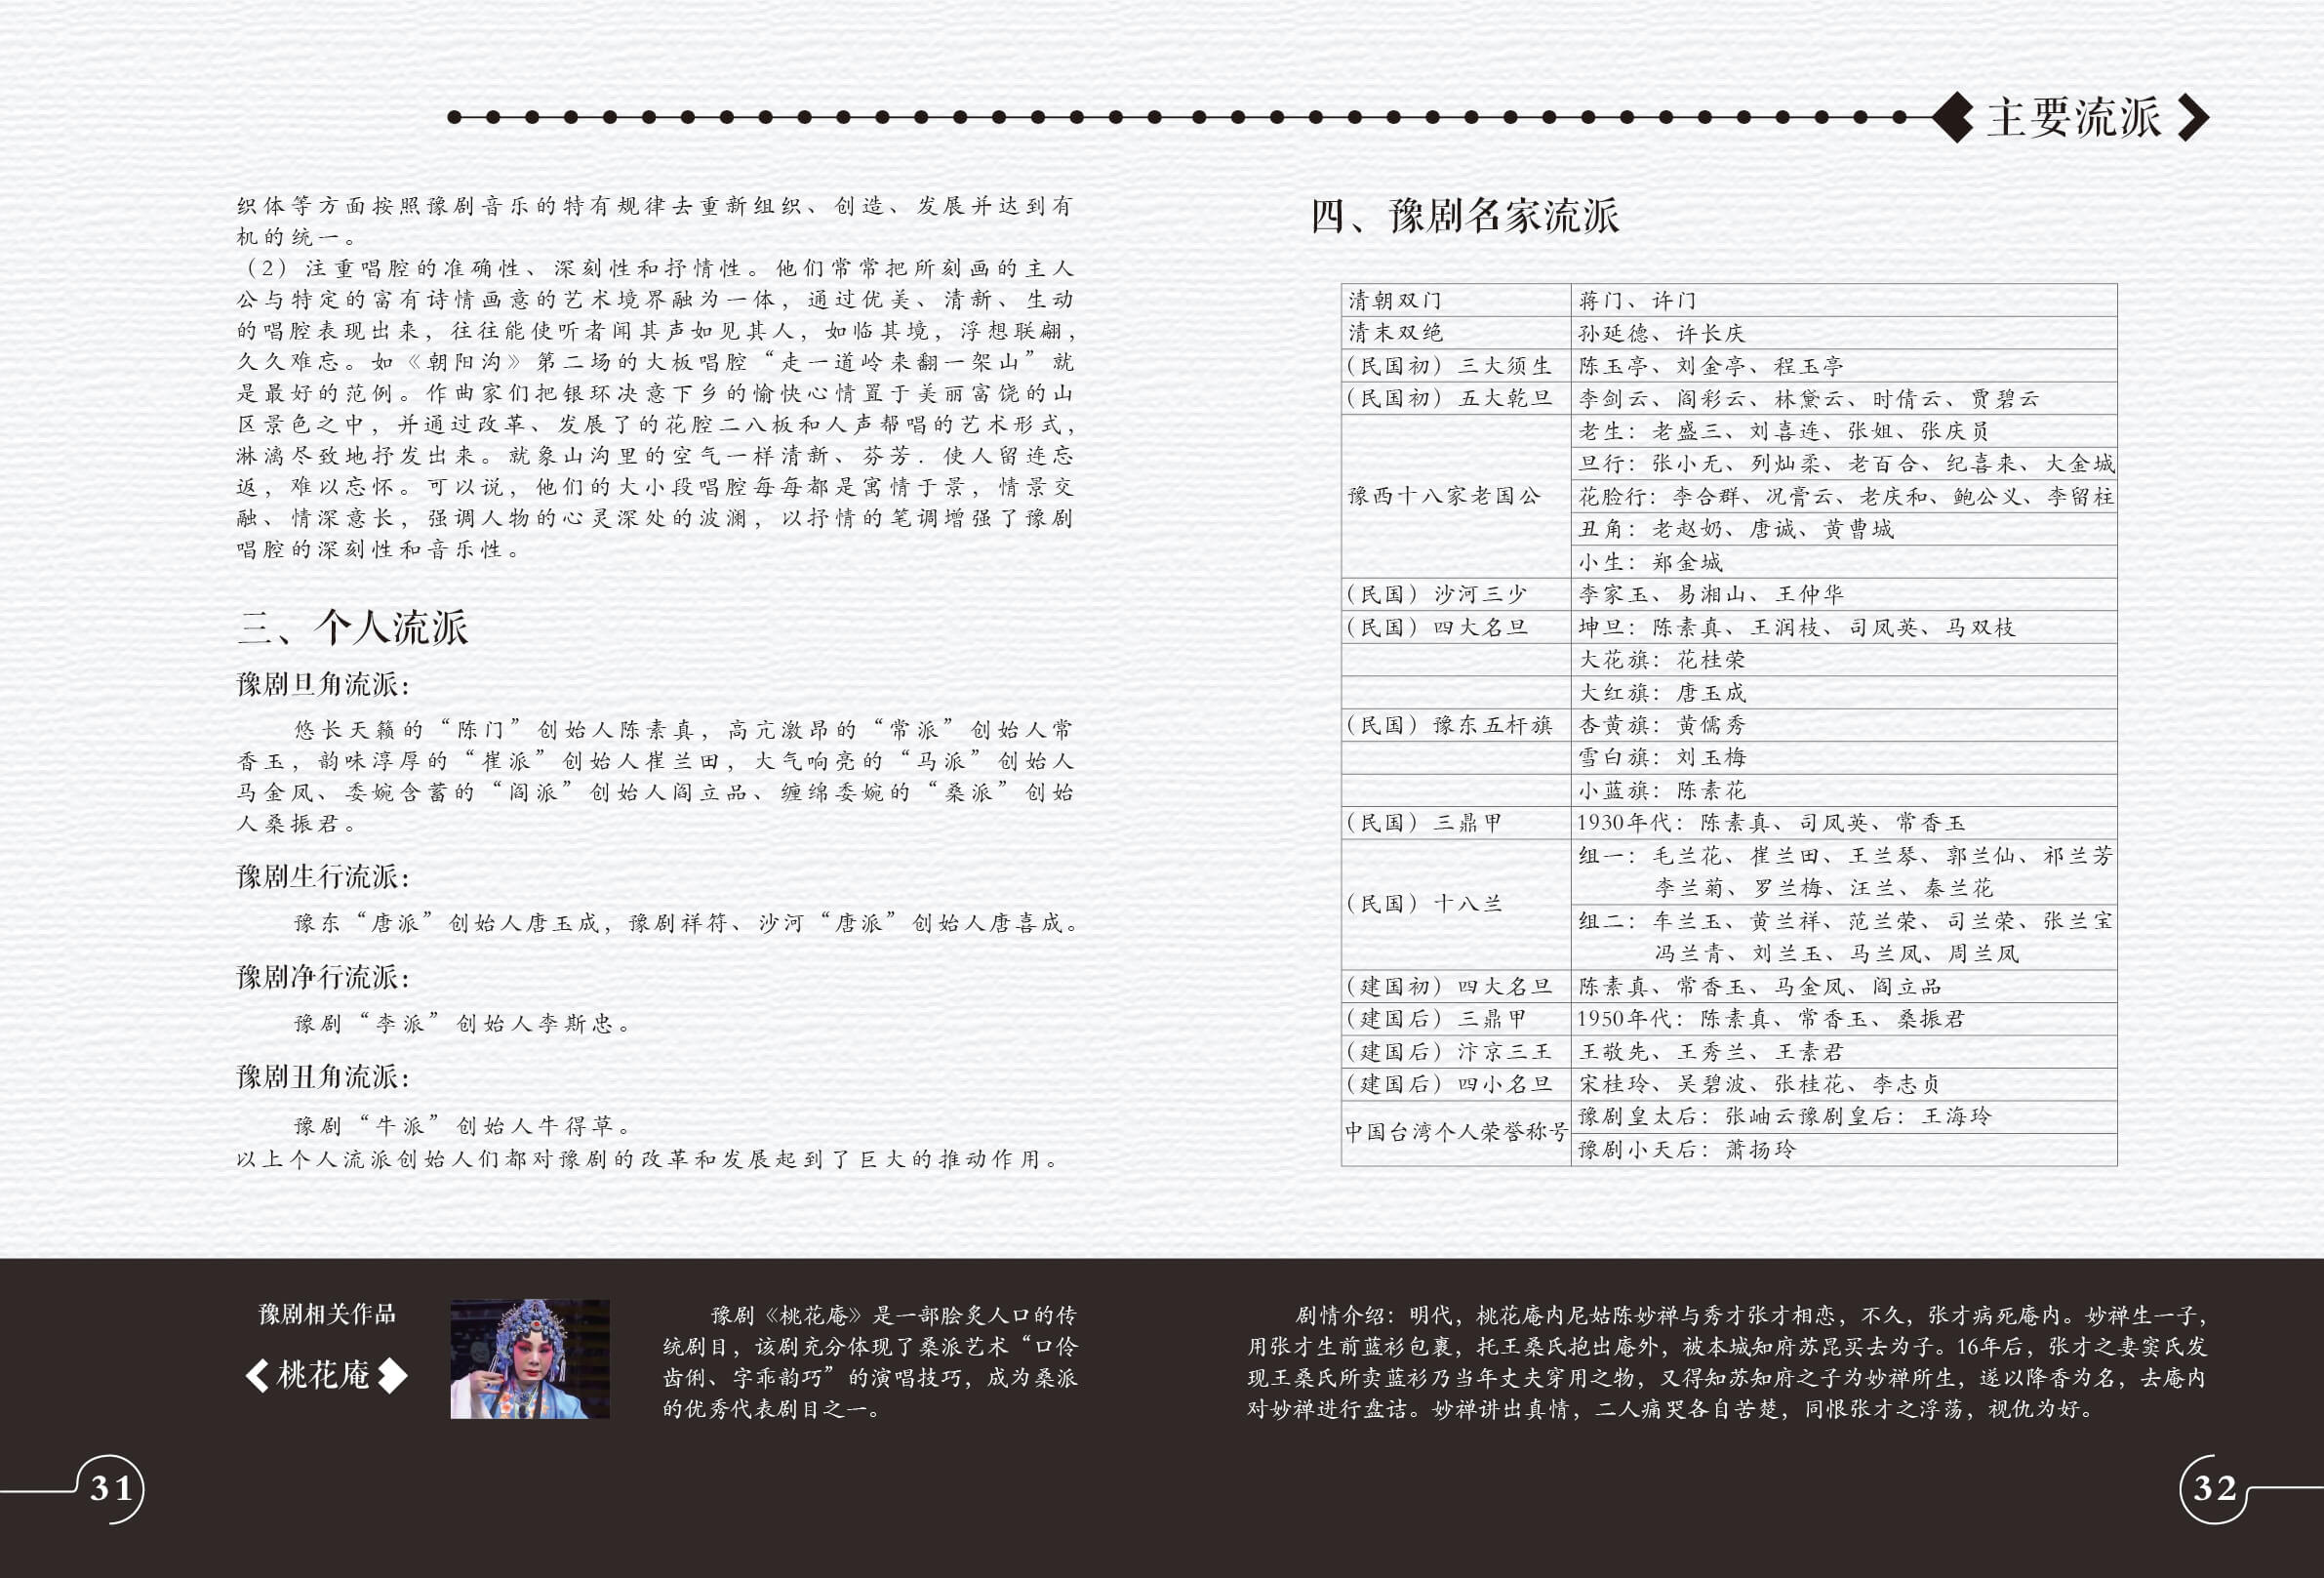 主要流派
织体等方面按照豫剧音乐的特有规律去重新组织、创造、发展并达到有
机的统一。
（2）注重唱腔的准确性、深刻性和抒情性。他们常常把所刻画的主人
公与特定的富有诗情画意的艺术境界融为一体，通过优美、清新、生动
的唱腔表现出来，往往能使听者闻其声如见其人，如临其境，浮想联翩，
久久难忘。如《朝阳沟》第二场的大板唱腔“走一道岭来翻一架山”就
是最好的范例。作曲家们把银环决意下乡的愉快心情置于美丽富饶的山
区景色之中，并通过改革、发展了的花腔二八板和人声帮唱的艺术形式，
淋漓尽致地抒发出来。就象山沟里的空气一样清新、芬芳．使人留连忘
返，难以忘怀。可以说，他们的大小段唱腔每每都是寓情于景，情景交
融、情深意长，强调人物的心灵深处的波澜，以抒情的笔调增强了豫剧
唱腔的深刻性和音乐性。
三、个人流派
豫剧旦角流派：
悠长天籁的“陈门”创始人陈素真，高亢激昂的“常派”创始人常
香玉，韵味淳厚的“崔派”创始人崔兰田，大气响亮的“马派”创始人
马金凤、委婉含蓄的“阎派”创始人阎立品、缠绵委婉的“桑派”创始
人桑振君。
豫剧生行流派：
豫东“唐派”创始人唐玉成，豫剧祥符、沙河“唐派”创始人唐喜成。
豫剧净行流派：
豫剧“李派”创始人李斯忠。
豫剧丑角流派：
豫剧“牛派”创始人牛得草。
以上个人流派创始人们都对豫剧的改革和发展起到了巨大的推动作用。
四、豫剧名家流派
清朝双门 蒋门、许门
清末双绝 孙延德、许长庆
（民国初）三大须生 陈玉亭、刘金亭、程玉亭
（民国初）五大乾旦 李剑云、阎彩云、林黛云、时倩云、贾碧云
豫西十八家老国公 老生：老盛三、刘喜连、张姐、张庆员
旦行：张小无、列灿柔、老百合、纪喜来、大金城
花脸行：李合群、况膏云、老庆和、鲍公义、李留柱
丑角：老赵奶、唐诚、黄曹城
小生：郑金城
（民国）沙河三少 李家玉、易湘山、王仲华
（民国）四大名旦 坤旦：陈素真、王润枝、司凤英、马双枝
大花旗：花桂荣
大红旗：唐玉成
（民国）豫东五杆旗 杏黄旗：黄儒秀
雪白旗：刘玉梅
小蓝旗：陈素花
（民国）三鼎甲 1930年代：陈素真、司凤英、常香玉
（民国）十八兰 组一：毛兰花、崔兰田、王兰琴、郭兰仙、祁兰芳
李兰菊、罗兰梅、汪兰、秦兰花
组二：车兰玉、黄兰祥、范兰荣、司兰荣、张兰宝
冯兰青、刘兰玉、马兰凤、周兰凤
（建国初）四大名旦 陈素真、常香玉、马金凤、阎立品
（建国后）三鼎甲 1950年代：陈素真、常香玉、桑振君
（建国后）汴京三王 王敬先、王秀兰、王素君
（建国后）四小名旦 宋桂玲、吴碧波、张桂花、李志贞
中国台湾个人荣誉称号 豫剧皇太后：张岫云豫剧皇后：王海玲
豫剧小天后：萧扬玲
豫剧相关作品
桃花庵
豫剧《桃花庵》是一部脍炙人口的传
统剧目，该剧充分体现了桑派艺术“口伶
齿俐、字乖韵巧”的演唱技巧，成为桑派
的优秀代表剧目之一。
剧情介绍：明代，桃花庵内尼姑陈妙禅与秀才张才相恋，不久，张才病死庵内。妙禅生一子，
用张才生前蓝衫包裹，托王桑氏抱出庵外，被本城知府苏昆买去为子。16年后，张才之妻窦氏发
现王桑氏所卖蓝衫乃当年丈夫穿用之物，又得知苏知府之子为妙禅所生，遂以降香为名，去庵内
对妙禅进行盘诘。妙禅讲出真情，二人痛哭各自苦楚，同恨张才之浮荡，视仇为好。
31
32